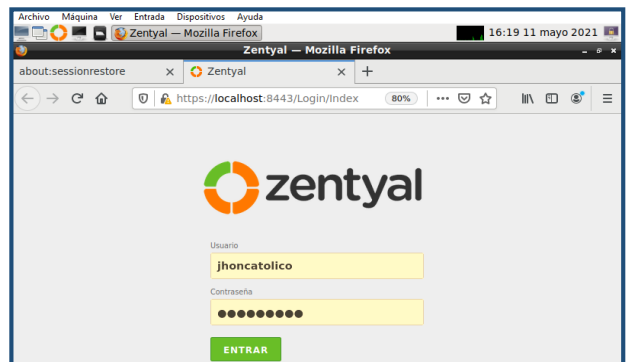 Archivo Máquina Ver Entrada Dispositivos Ayuda
Zentyal — Mozilla Firefox 16:19 11 mayo 2021
Zentyal — Mozilla Firefox
about:sessionrestore Zentyal
https://localhost:8443/Login/Index 80%
zentyal
Usuario
jhoncatolico
Contraseña
●●●●●●●●●
ENTRAR